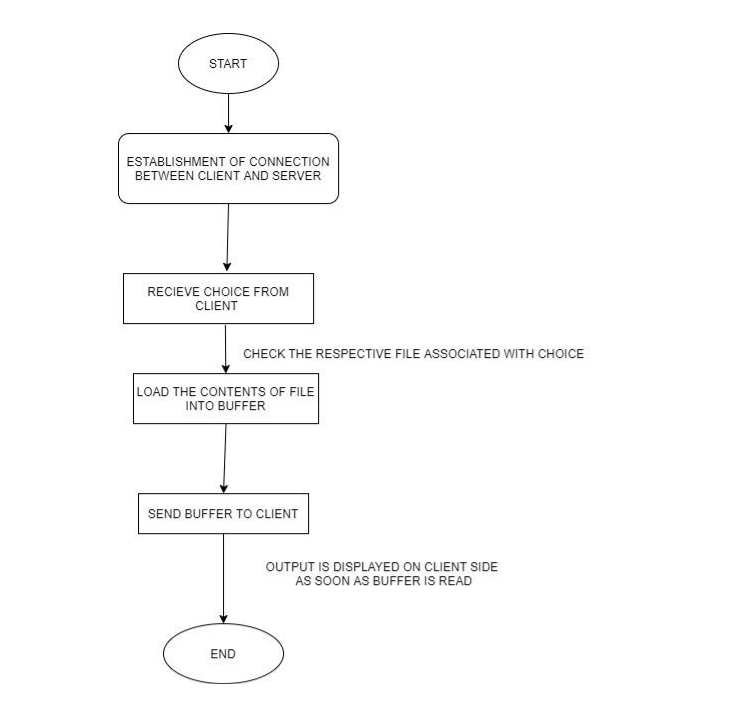 START
ESTABLISHMENT OF CONNECTION
BETWEEN CLIENT AND SERVER
RECIEVE CHOICE FROM
CLIENT
CHECK THE RESPECTIVE FILE ASSOCIATED WITH CHOICE
LOAD THE CONTENTS OF FILE
INTO BUFFER
SEND BUFFER TO CLIENT
OUTPUT IS DISPLAYED ON CLIENT SIDE
AS SOON AS BUFFER IS READ
END